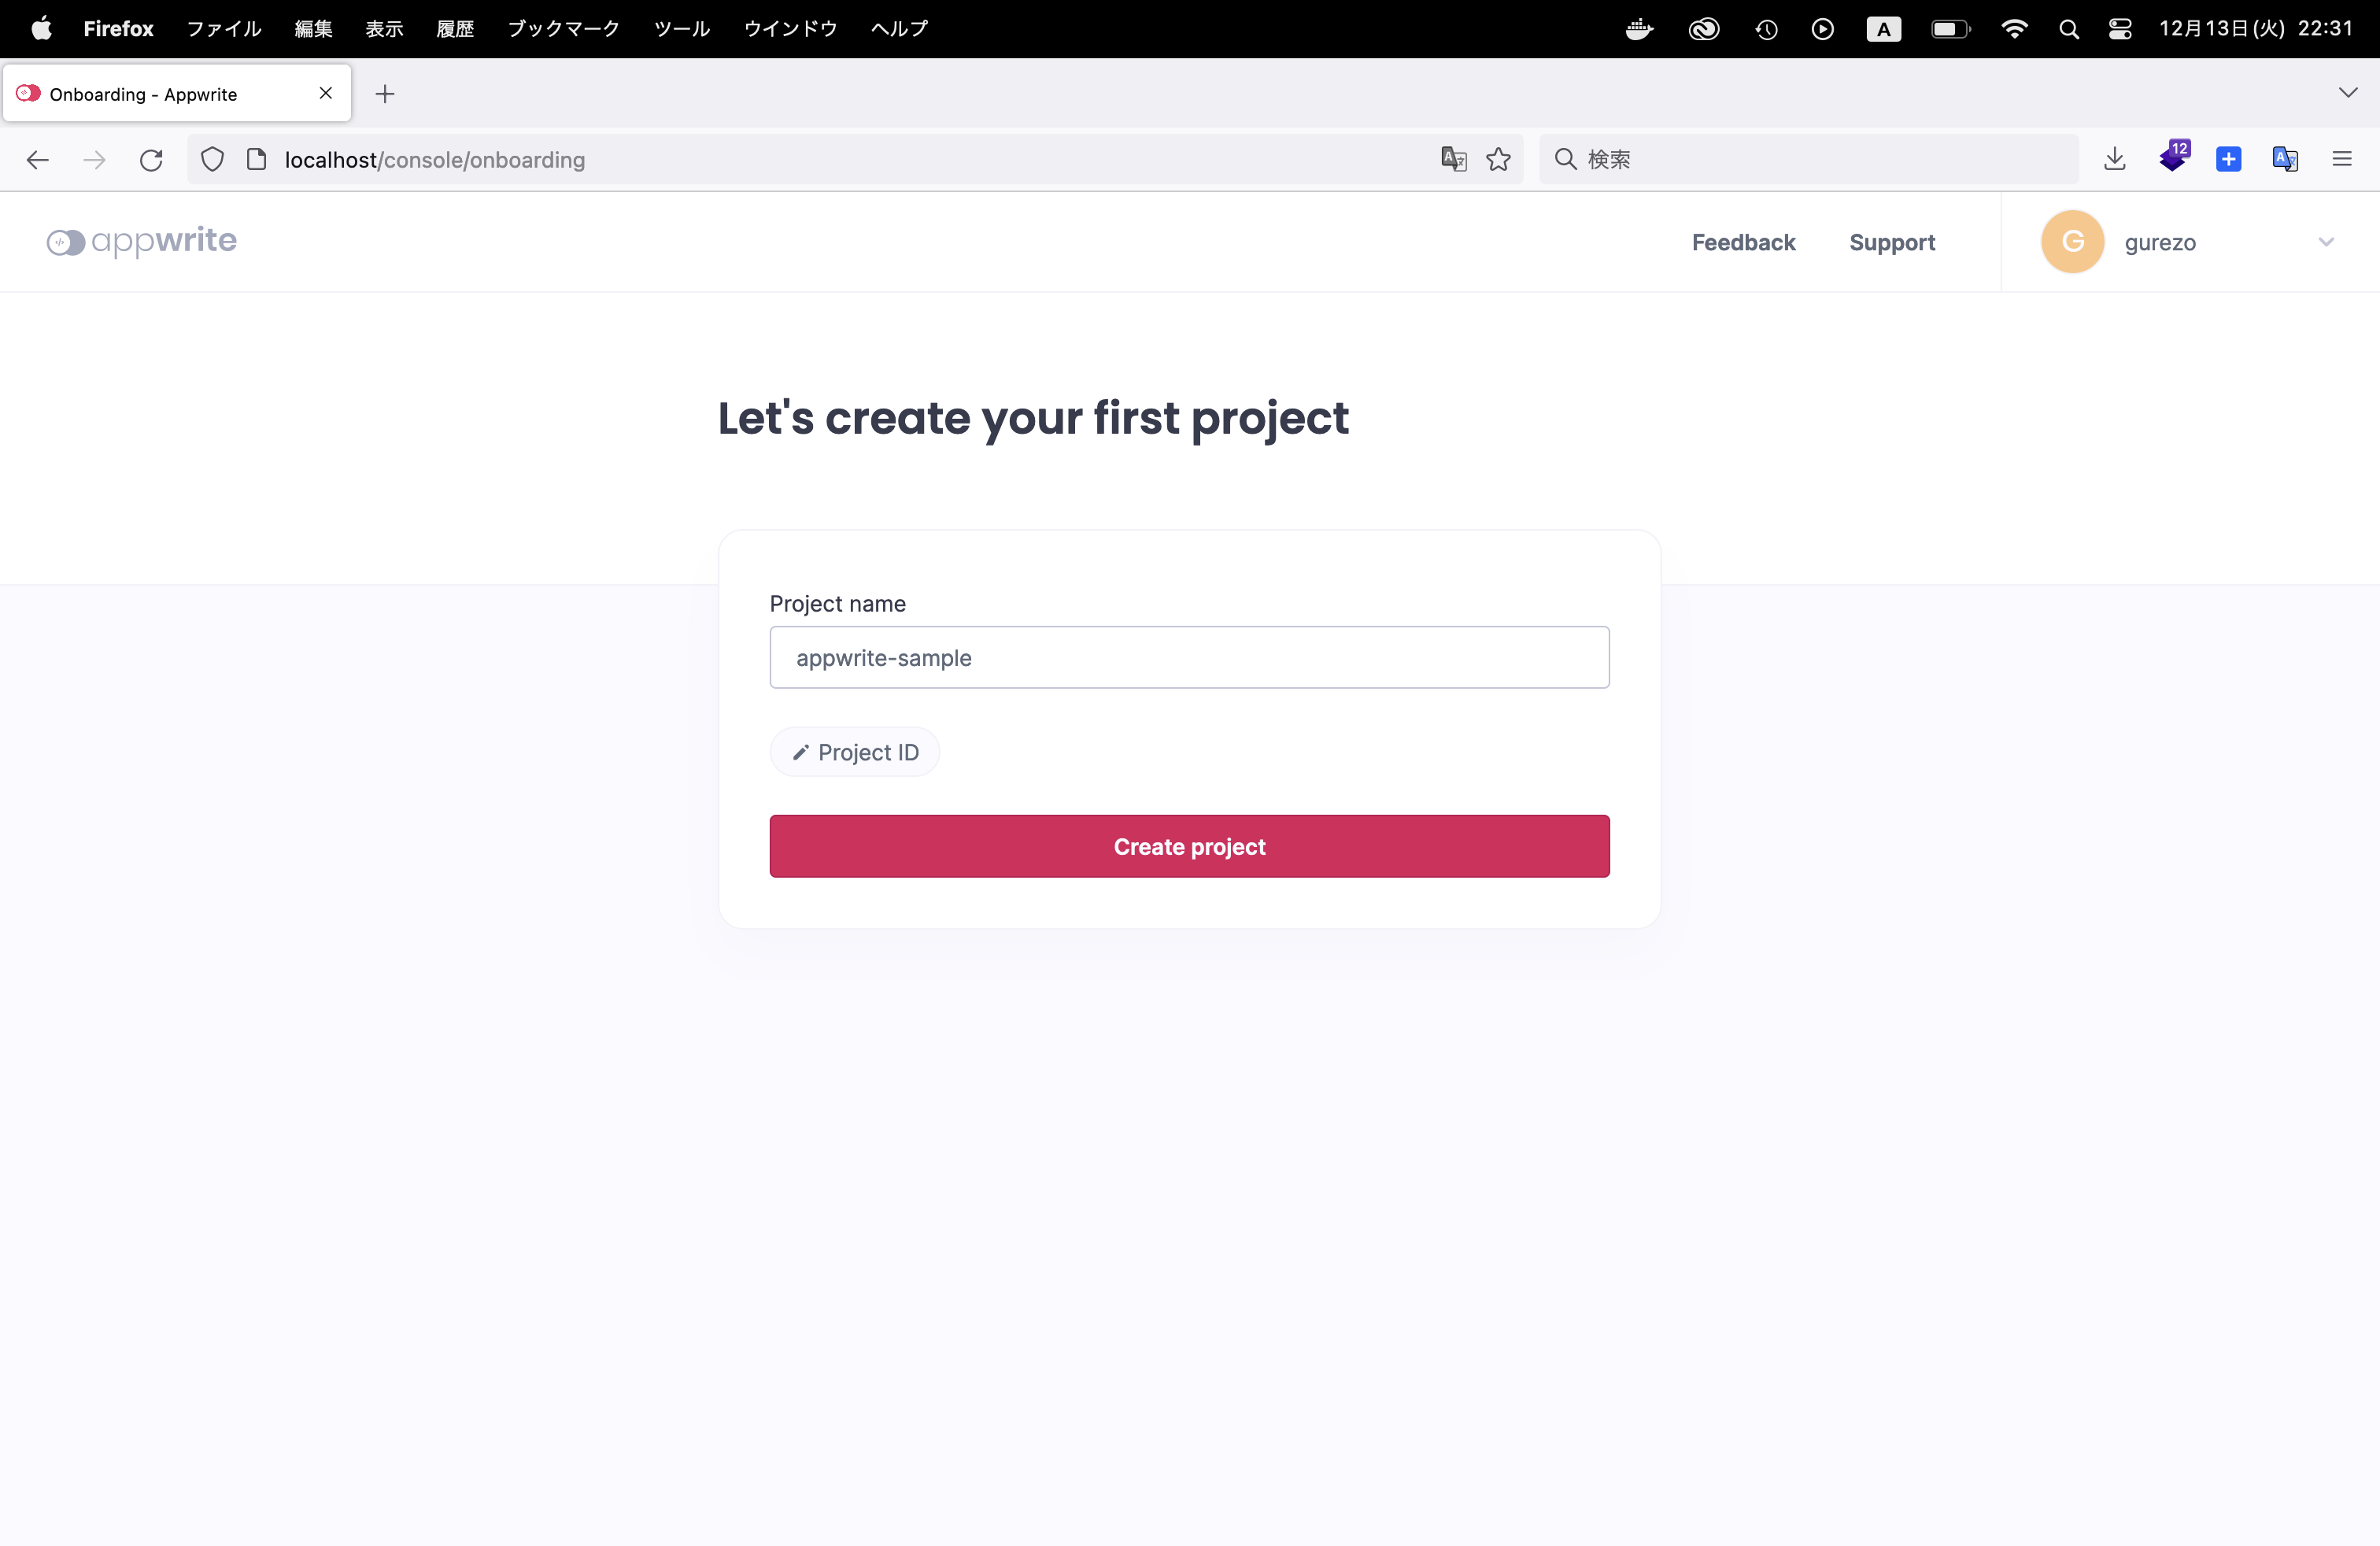 Firefox ファイル 編集 表示 履歴 ブックマーク ツール ウインドウ ヘルプ A 12月13日(火) 22:31
Onboarding - Appwrite
localhost/console/onboarding 検索 12
appwrite Feedback Support G gurezo
Let's create your first project
Project name
appwrite-sample
Project ID
Create project